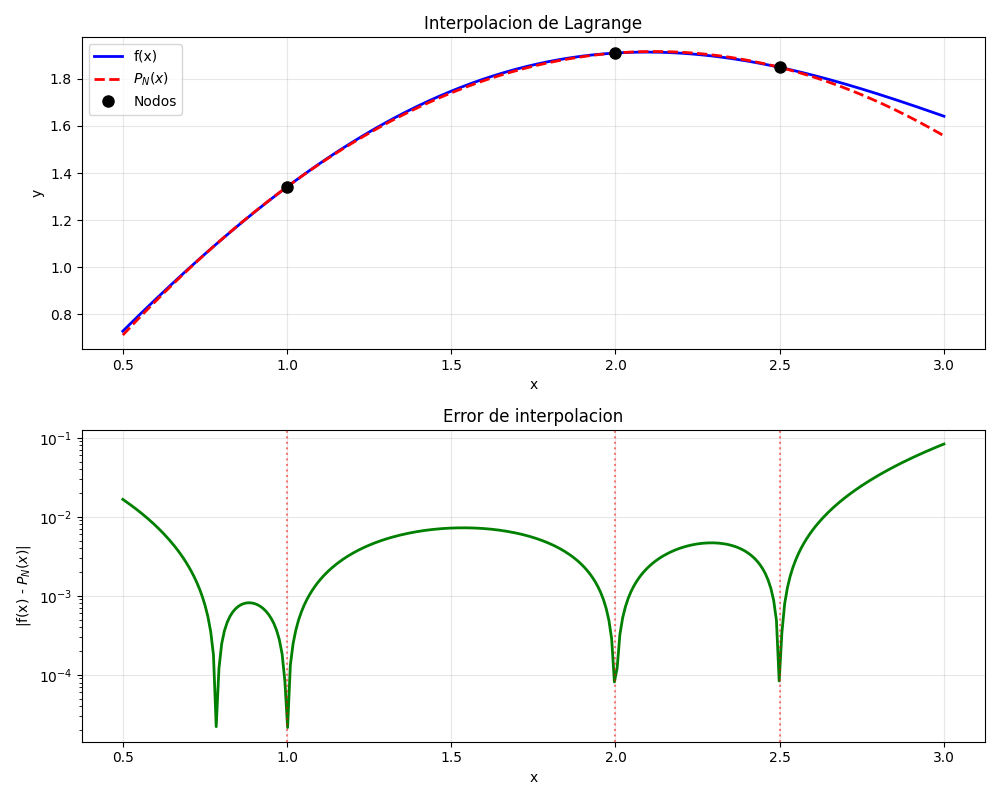 Interpolacion de Lagrange
f(x)
P_N(x)
Nodos
y
1.8
1.6
1.4
1.2
1.0
0.8
0.5 1.0 1.5 2.0 2.5 3.0
x
Error de interpolacion
|f(x) - P_N(x)|
10^-1
10^-2
10^-3
10^-4
0.5 1.0 1.5 2.0 2.5 3.0
x